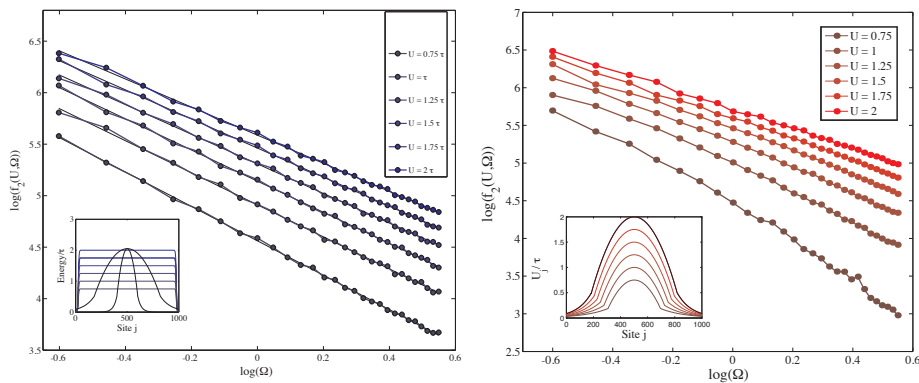 6.5
6
5.5
5
4.5
4
3.5
log(f₂(U,Ω))
-0.6
-0.4
-0.2
0
0.2
0.4
0.6
log(Ω)
U = 0.75 τ
U = τ
U = 1.25 τ
U = 1.5 τ
U = 1.75 τ
U = 2 τ
3
2
1
0
Energy/τ
0
500
1000
Site j
7
6.5
6
5.5
5
4.5
4
3.5
3
2.5
log(f₂(U,Ω))
-0.6
-0.4
-0.2
0
0.2
0.4
0.6
log(Ω)
U = 0.75
U = 1
U = 1.25
U = 1.5
U = 1.75
U = 2
2
1.5
1
0.5
0
Uⱼ/τ
0
200
400
600
800
1000
Site j